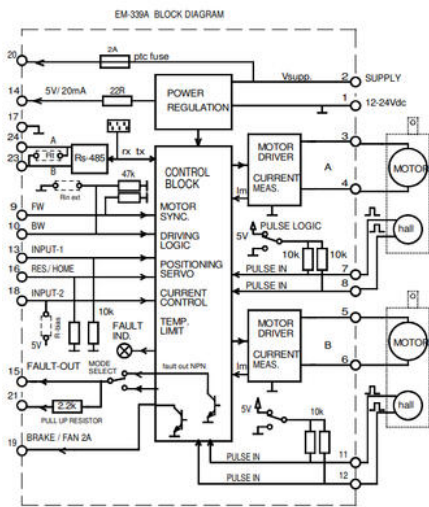 EM-339A BLOCK DIAGRAM
20
2A
ptc fuse
14
5V/ 20mA
22R
POWER
REGULATION
Vsupp.
2
SUPPLY
1
12-24Vdc
17
24
A
Rt
Rs-485
rx tx
23
B
Rin ext
47k
CONTROL
BLOCK
MOTOR
SYNC.
DRIVING
LOGIC
POSITIONING
SERVO
CURRENT
CONTROL
TEMP.
LIMIT
9
FW
10
BW
13
INPUT-1
16
RES/ HOME
18
INPUT-2
R-bias
5V
10k
FAULT
IND.
15
FAULT-OUT
MODE
SELECT
fault out NPN
21
2.2k
PULL UP RESISTOR
19
BRAKE / FAN 2A
MOTOR
DRIVER
CURRENT
MEAS.
A
Im
3
4
MOTOR
5V
PULSE LOGIC
10k
10k
hall
PULSE IN
7
PULSE IN
8
MOTOR
DRIVER
CURRENT
MEAS.
B
Im
5
6
MOTOR
5V
10k
hall
PULSE IN
11
PULSE IN
12